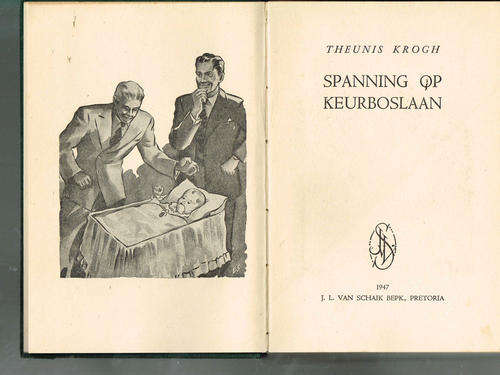 THEUNIS KROGH
SPANNING OP
KEURBOSLAAN
1947
J. L. VAN SCHAIK BEPK., PRETORIA